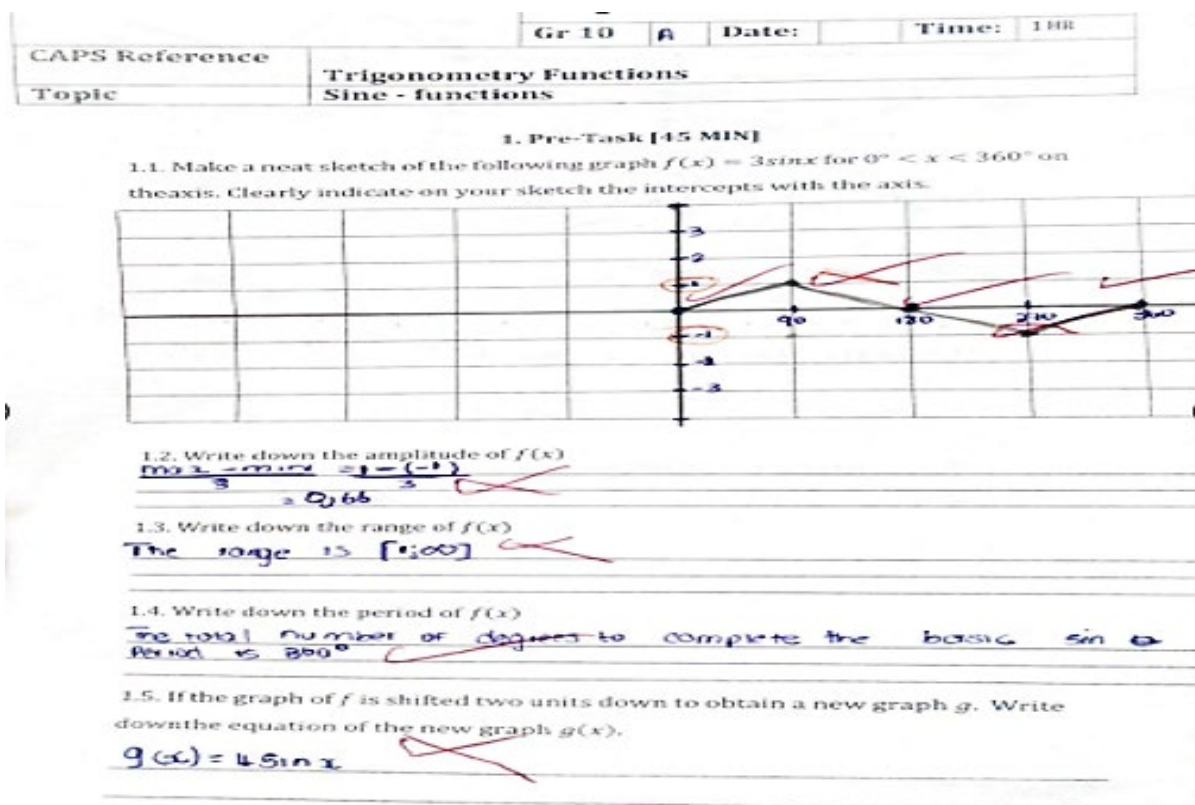 Gr 10 A Date: Time: 1 HR
CAPS Reference
Trigonometry Functions
Topic Sine - functions
1. Pre-Task [45 MIN]
1.1. Make a neat sketch of the following graph f(x) = 3sinx for 0° < x < 360° on
theaxis. Clearly indicate on your sketch the intercepts with the axis.
3
2
1
90 180 270 360
-1
-2
-3
1.2. Write down the amplitude of f(x)
max - mini = 1 - (-1)
3 3
= 0,66
1.3. Write down the range of f(x)
The range is [1;∞]
1.4. Write down the period of f(x)
The total number of degrees to complete the basic sin
Period is 360°
1.5. If the graph of f is shifted two units down to obtain a new graph g. Write
downthe equation of the new graph g(x).
g(x) = 4 Sin x